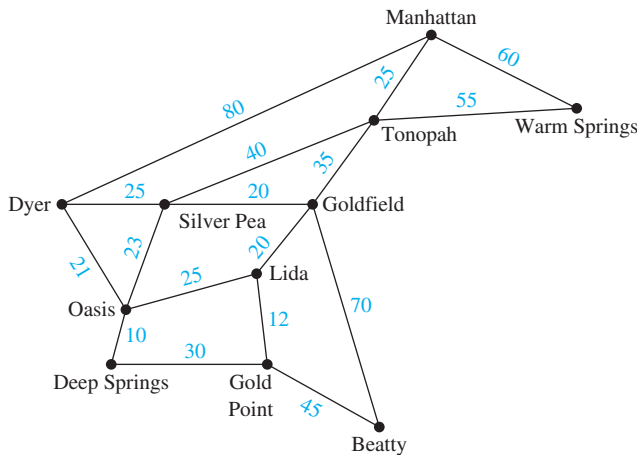 Manhattan
60
25
80
55
Warm Springs
Tonopah
40
35
Dyer
25
20
Goldfield
Silver Pea
23
21
20
25
Lida
Oasis
70
10
12
30
Deep Springs
Gold
Point
45
Beatty